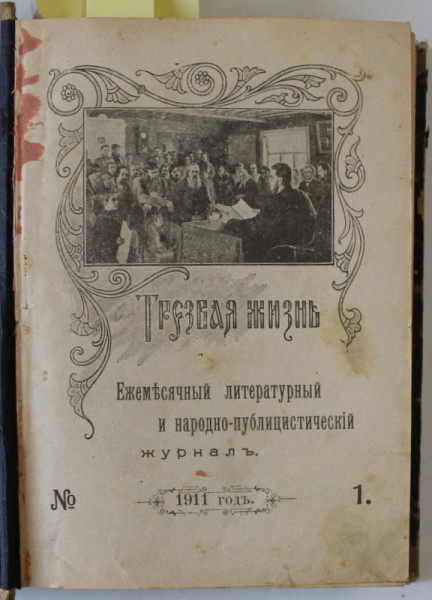 Трезвая жизнь
Ежемѣсячный литературный
и народно-публицистическій
журналъ.
№ 1911 годъ. 1.